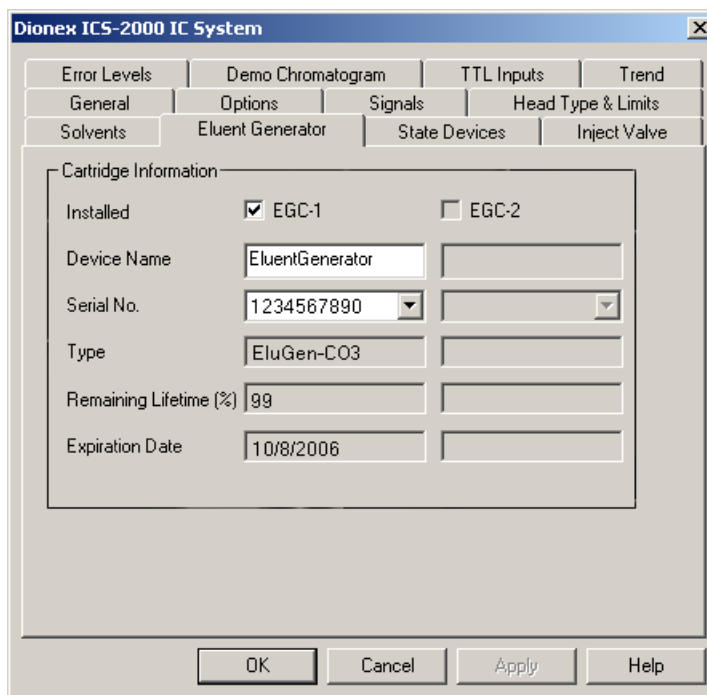 Dionex ICS-2000 IC System
Error Levels Demo Chromatogram TTL Inputs Trend
General Options Signals Head Type & Limits
Solvents Eluent Generator State Devices Inject Valve
Cartridge Information
Installed EGC-1 EGC-2
Device Name EluentGenerator
Serial No. 1234567890
Type EluGen-CO3
Remaining Lifetime (%) 99
Expiration Date 10/8/2006
OK Cancel Apply Help